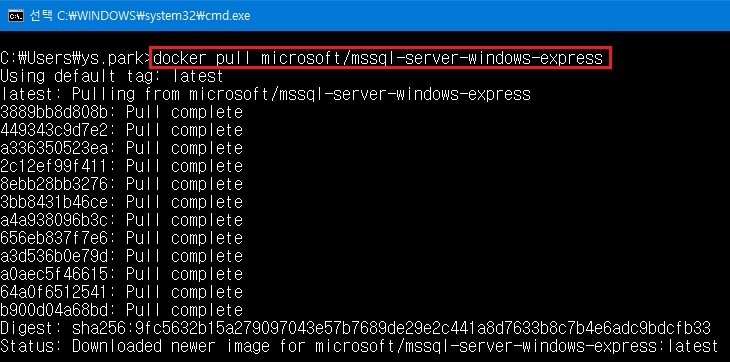 선택 C:₩WINDOWS₩system32₩cmd.exe
C:₩Users₩ys.park>docker pull microsoft/mssql-server-windows-express
Using default tag: latest
latest: Pulling from microsoft/mssql-server-windows-express
3889bb8d808b: Pull complete
449343c9d7e2: Pull complete
a336350523ea: Pull complete
2c12ef99f411: Pull complete
8ebb28bb3276: Pull complete
3bb8431b46ce: Pull complete
a4a938096b3c: Pull complete
656eb837f7e6: Pull complete
a3d536b0e79d: Pull complete
a0aec5f46615: Pull complete
64a0f6512541: Pull complete
b900d04a68bd: Pull complete
Digest: sha256:9fc5632b15a279097043e57b7689de29e2c441a8d7633b8c7b4e6adc9bdcfb33
Status: Downloaded newer image for microsoft/mssql-server-windows-express:latest